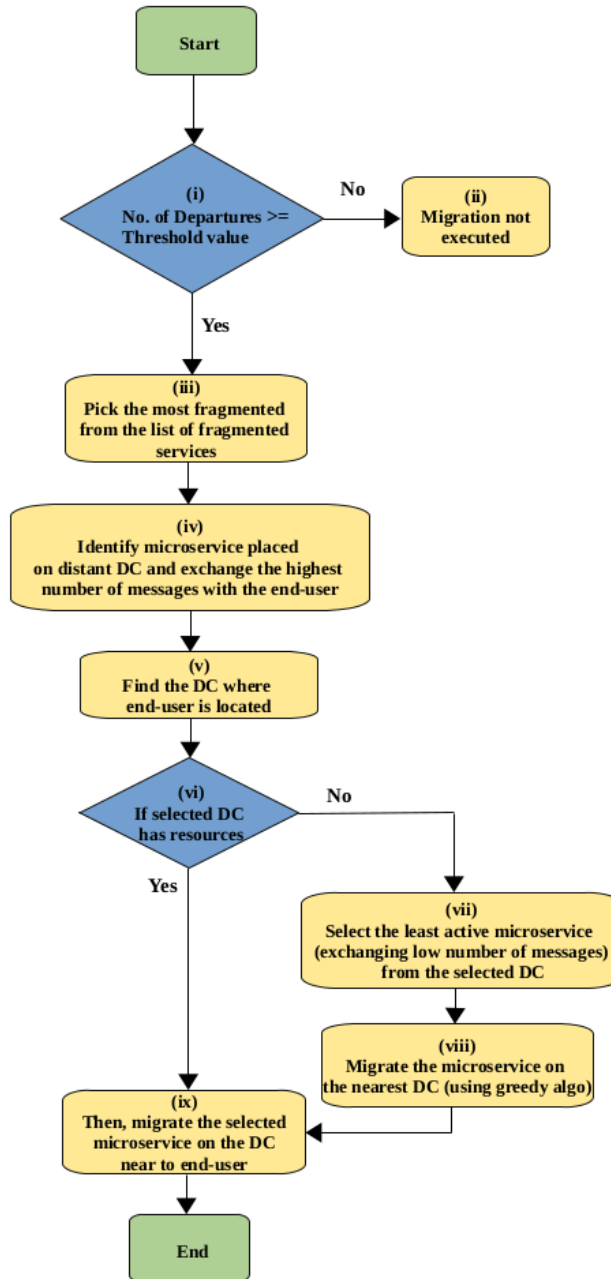 Start
(i)
No. of Departures >=
Threshold value
No
(ii)
Migration not
executed
Yes
(iii)
Pick the most fragmented
from the list of fragmented
services
(iv)
Identify microservice placed
on distant DC and exchange the highest
number of messages with the end-user
(v)
Find the DC where
end-user is located
(vi)
If selected DC
has resources
No
Yes
(vii)
Select the least active microservice
(exchanging low number of messages)
from the selected DC
(viii)
Migrate the microservice on
the nearest DC (using greedy algo)
(ix)
Then, migrate the selected
microservice on the DC
near to end-user
End